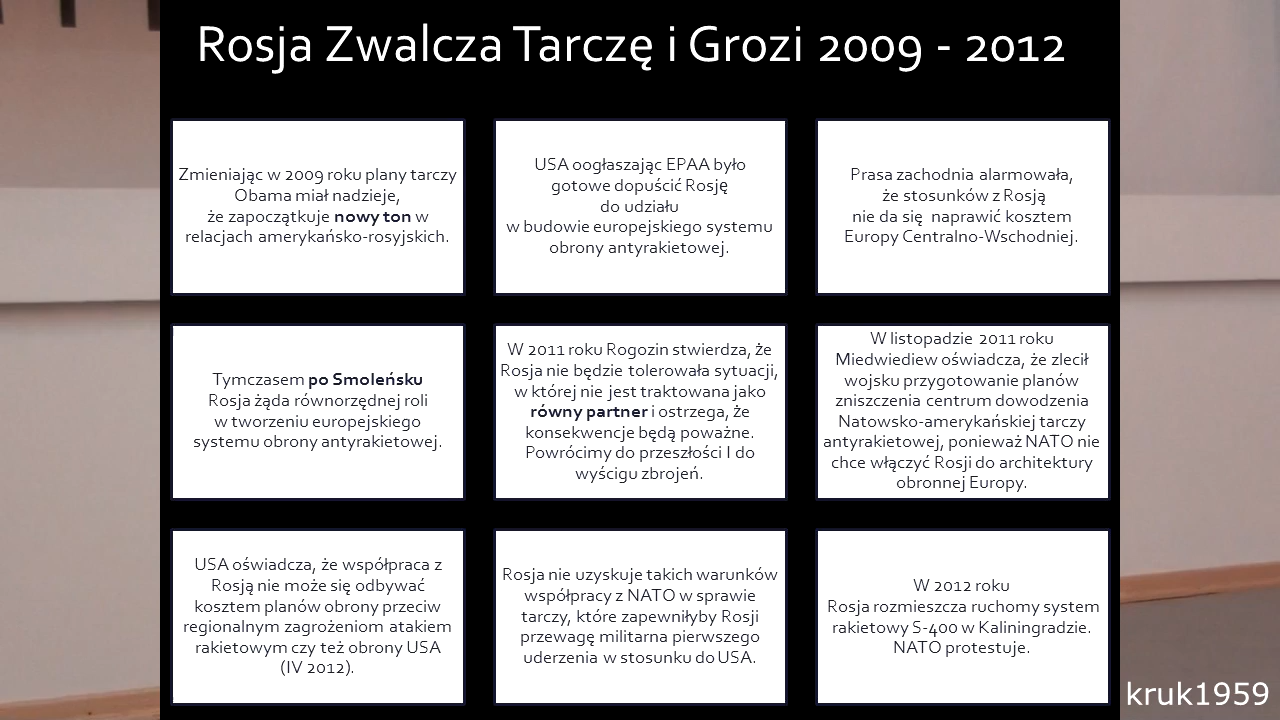 Rosja Zwalcza Tarczę i Grozi 2009 - 2012
Zmieniając w 2009 roku plany tarczy
Obama miał nadzieje,
że zapoczątkuje nowy ton w
relacjach amerykańsko-rosyjskich.
USA oogłaszając EPAA było
gotowe dopuścić Rosję
do udziału
w budowie europejskiego systemu
obrony antyrakietowej.
Prasa zachodnia alarmowała,
że stosunków z Rosją
nie da się naprawić kosztem
Europy Centralno-Wschodniej.
Tymczasem po Smoleńsku
Rosja żąda równorzędnej roli
w tworzeniu europejskiego
systemu obrony antyrakietowej.
W 2011 roku Rogozin stwierdza, że
Rosja nie będzie tolerowała sytuacji,
w której nie jest traktowana jako
równy partner i ostrzega, że
konsekwencje będą poważne.
Powrócimy do przeszłości I do
wyścigu zbrojeń.
W listopadzie 2011 roku
Miedwiediew oświadcza, że zlecił
wojsku przygotowanie planów
zniszczenia centrum dowodzenia
Natowsko-amerykańskiej tarczy
antyrakietowej, ponieważ NATO nie
chce włączyć Rosji do architektury
obronnej Europy.
USA oświadcza, że współpraca z
Rosją nie może się odbywać
kosztem planów obrony przeciw
regionalnym zagrożeniom atakiem
rakietowym czy też obrony USA
(IV 2012).
Rosja nie uzyskuje takich warunków
współpracy z NATO w sprawie
tarczy, które zapewniłyby Rosji
przewagę militarna pierwszego
uderzenia w stosunku do USA.
W 2012 roku
Rosja rozmieszcza ruchomy system
rakietowy S-400 w Kaliningradzie.
NATO protestuje.
kruk1959